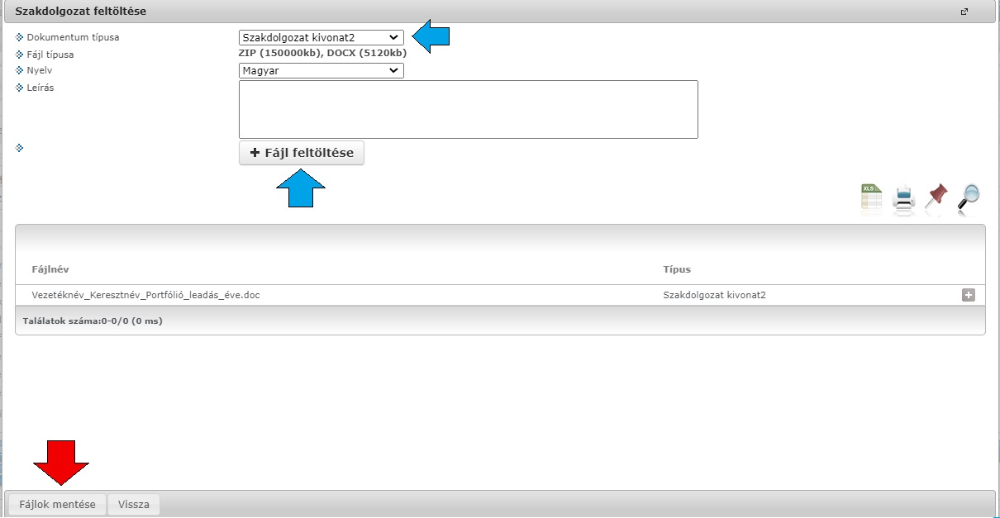 Szakdolgozat feltöltése
Dokumentum típusa Szakdolgozat kivonat2
Fájl típusa ZIP (150000kb), DOCX (5120kb)
Nyelv Magyar
Leírás
Fájl feltöltése
XLS
Fájlnév Típus
Vezetéknév_Keresztnév_Portfólió_leadás_éve.doc Szakdolgozat kivonat2
Találatok száma:0-0/0 (0 ms)
Fájlok mentése Vissza